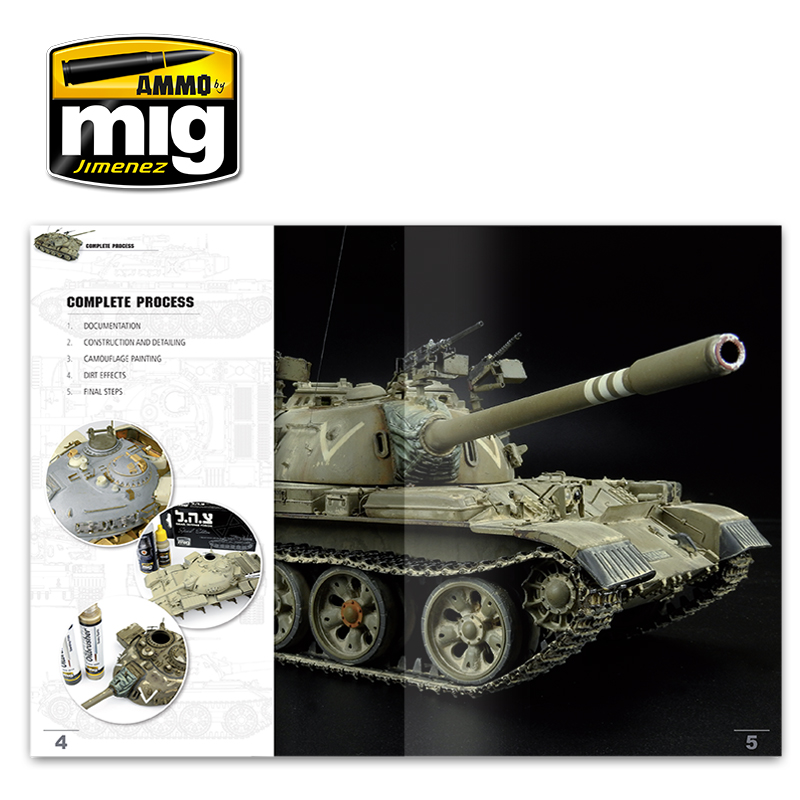 AMMO by
mig
Jimenez
COMPLETE PROCESS
COMPLETE PROCESS
1. DOCUMENTATION
2. CONSTRUCTION AND DETAILING
3. CAMOUFLAGE PAINTING
4. DIRT EFFECTS
5. FINAL STEPS
צ.ה.ל
Oilbrusher
4
5